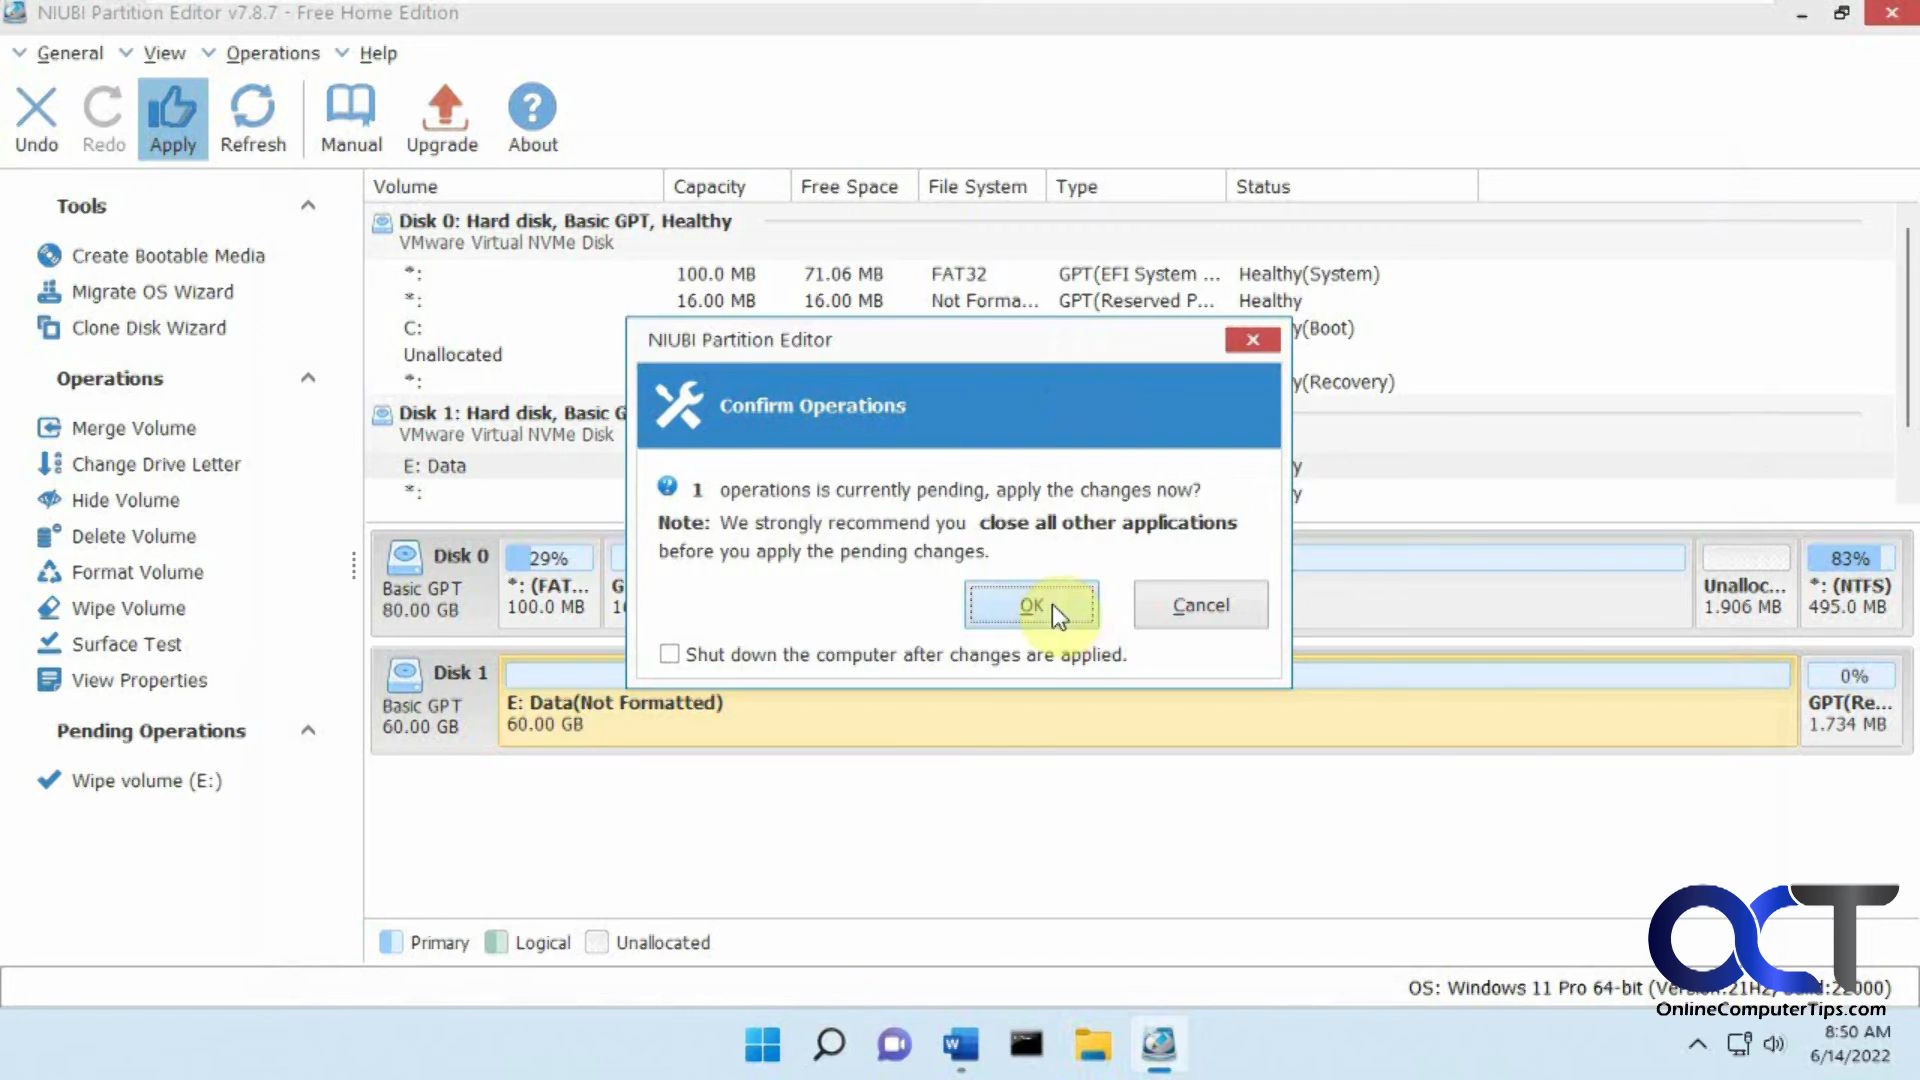 NIUBI Partition Editor v7.8.7 - Free Home Edition
General View Operations Help
Undo Redo Apply Refresh Manual Upgrade About
Tools
Create Bootable Media
Migrate OS Wizard
Clone Disk Wizard
Operations
Merge Volume
Change Drive Letter
Hide Volume
Delete Volume
Format Volume
Wipe Volume
Surface Test
View Properties
Pending Operations
Wipe volume (E:)
Volume Capacity Free Space File System Type Status
Disk 0: Hard disk, Basic GPT, Healthy
VMware Virtual NVMe Disk
*: 100.0 MB 71.06 MB FAT32 GPT(EFI System ... Healthy(System)
*: 16.00 MB 16.00 MB Not Forma... GPT(Reserved P... Healthy
C: y(Boot)
Unallocated
*: y(Recovery)
Disk 1: Hard disk, Basic G
VMware Virtual NVMe Disk
E: Data y
*: y
NIUBI Partition Editor
Confirm Operations
1 operations is currently pending, apply the changes now?
Note: We strongly recommend you close all other applications
before you apply the pending changes.
OK Cancel
Shut down the computer after changes are applied.
Disk 0
Basic GPT
80.00 GB
29%
*: (FAT...
100.0 MB
G
1
Unalloc...
1.906 MB
83%
*: (NTFS)
495.0 MB
Disk 1
Basic GPT
60.00 GB
E: Data(Not Formatted)
60.00 GB
0%
GPT(Re...
1.734 MB
Primary Logical Unallocated
OS: Windows 11 Pro 64-bit
OCT
OnlineComputerTips.com
8:50 AM
6/14/2022